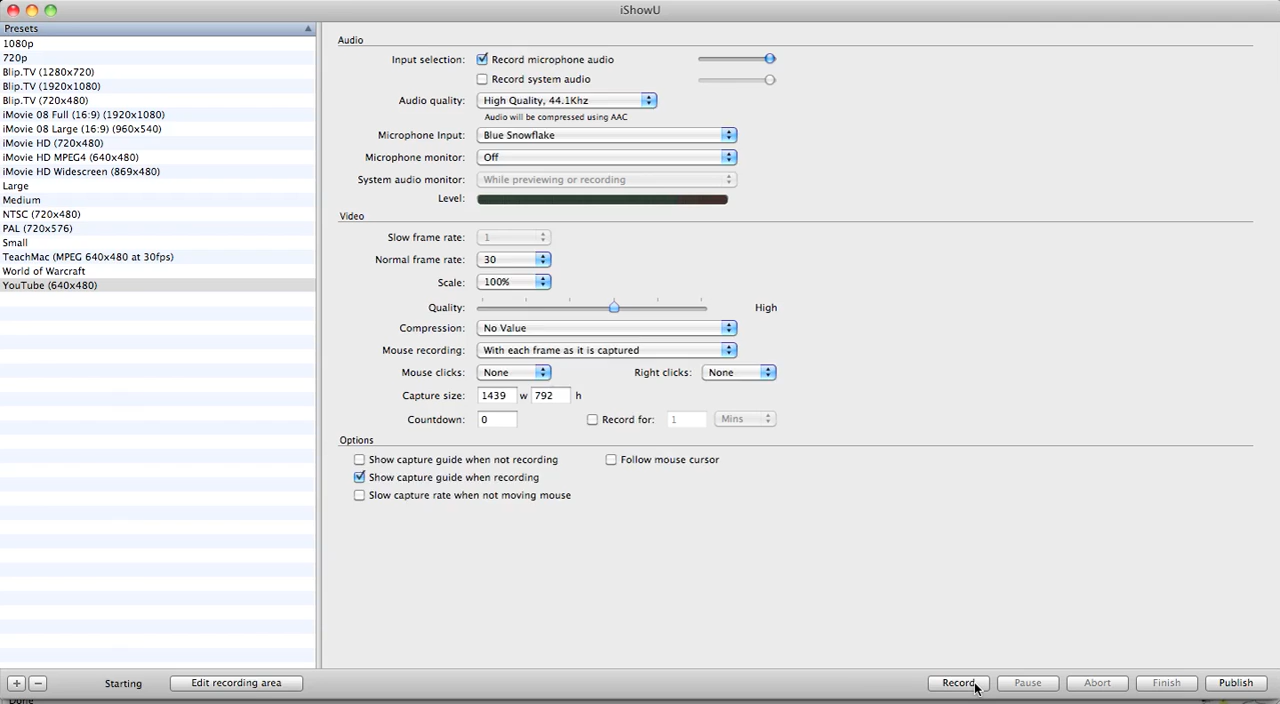 iShowU
Presets
1080p
720p
Blip.TV (1280x720)
Blip.TV (1920x1080)
Blip.TV (720x480)
iMovie 08 Full (16:9) (1920x1080)
iMovie 08 Large (16:9) (960x540)
iMovie HD (720x480)
iMovie HD MPEG4 (640x480)
iMovie HD Widescreen (869x480)
Large
Medium
NTSC (720x480)
PAL (720x576)
Small
TeachMac (MPEG 640x480 at 30fps)
World of Warcraft
YouTube (640x480)
Audio
Input selection: Record microphone audio
Record system audio
Audio quality: High Quality, 44.1Khz
Audio will be compressed using AAC
Microphone Input: Blue Snowflake
Microphone monitor: Off
System audio monitor: While previewing or recording
Level:
Video
Slow frame rate: 1
Normal frame rate: 30
Scale: 100%
Quality: High
Compression: No Value
Mouse recording: With each frame as it is captured
Mouse clicks: None Right clicks: None
Capture size: 1439 w 792 h
Countdown: 0 Record for: 1 Mins
Options
Show capture guide when not recording Follow mouse cursor
Show capture guide when recording
Slow capture rate when not moving mouse
+ − Starting Edit recording area Record Pause Abort Finish Publish
Done